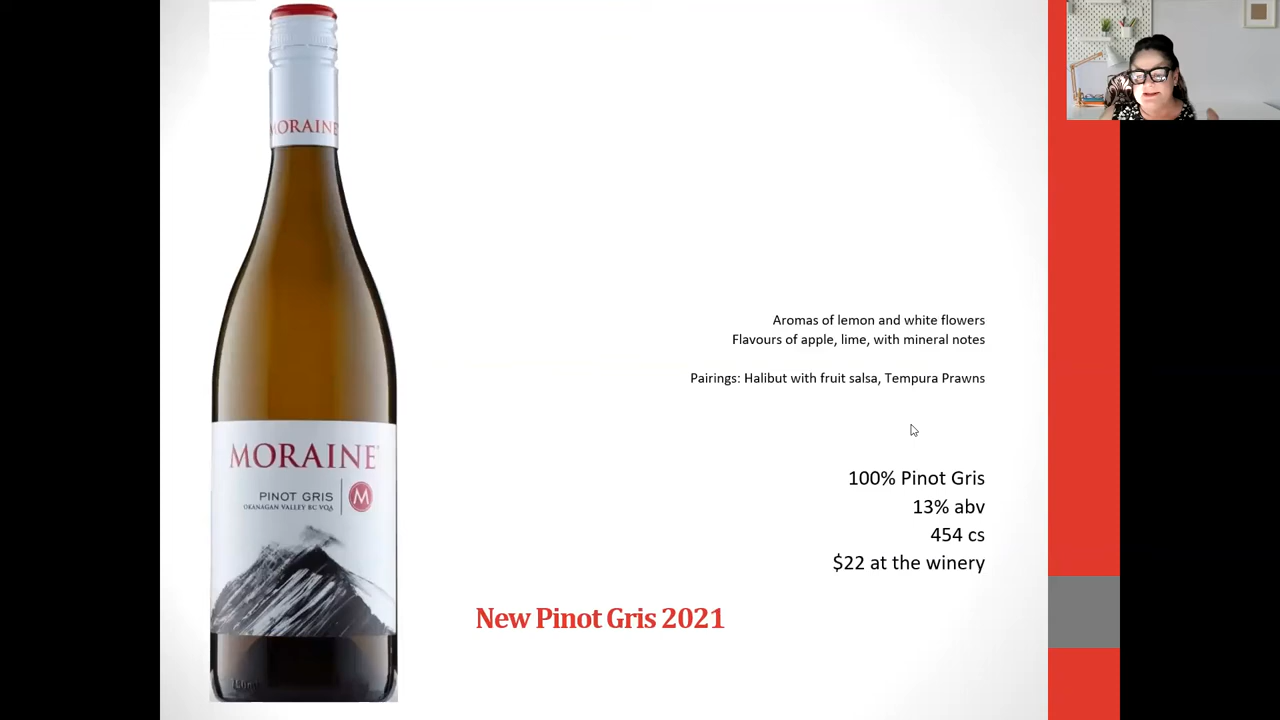 MORAINE
MORAINE
PINOT GRIS
M
OKANAGAN VALLEY BC VQA
Aromas of lemon and white flowers
Flavours of apple, lime, with mineral notes
Pairings: Halibut with fruit salsa, Tempura Prawns
100% Pinot Gris
13% abv
454 cs
$22 at the winery
New Pinot Gris 2021